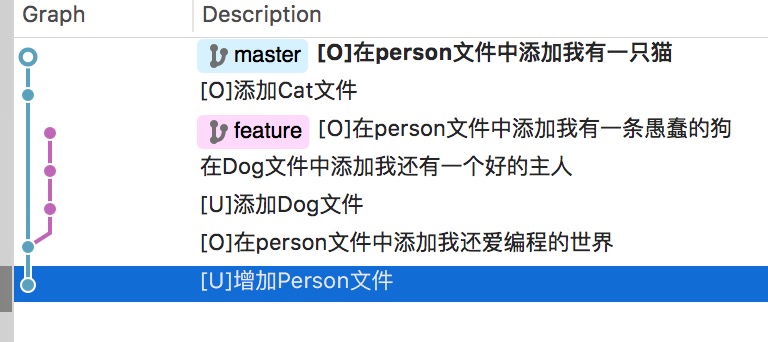 Graph Description
master [O]在person文件中添加我有一只猫
[O]添加Cat文件
feature [O]在person文件中添加我有一条愚蠢的狗
在Dog文件中添加我还有一个好的主人
[U]添加Dog文件
[O]在person文件中添加我还爱编程的世界
[U]增加Person文件